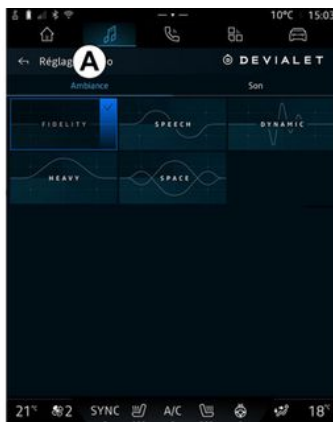 10°C 15:03
Réglag A o DEVIALET
Ambiance Son
FIDELITY SPEECH DYNAMIC
HEAVY SPACE
21°C 2 SYNC A/C 18°C